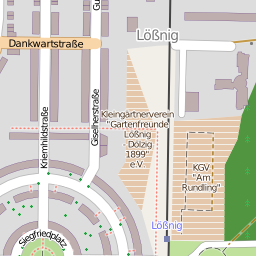 Lößnig
Dankwartstraße
Kleingärtnerverein
"Gartenfreunde
Lößnig
- Dölzig
1899"
e.V.
Giselherstraße
Kriemhildstraße
KGV
"Am
Rundling"
Lößnig
Siegfriedplatz